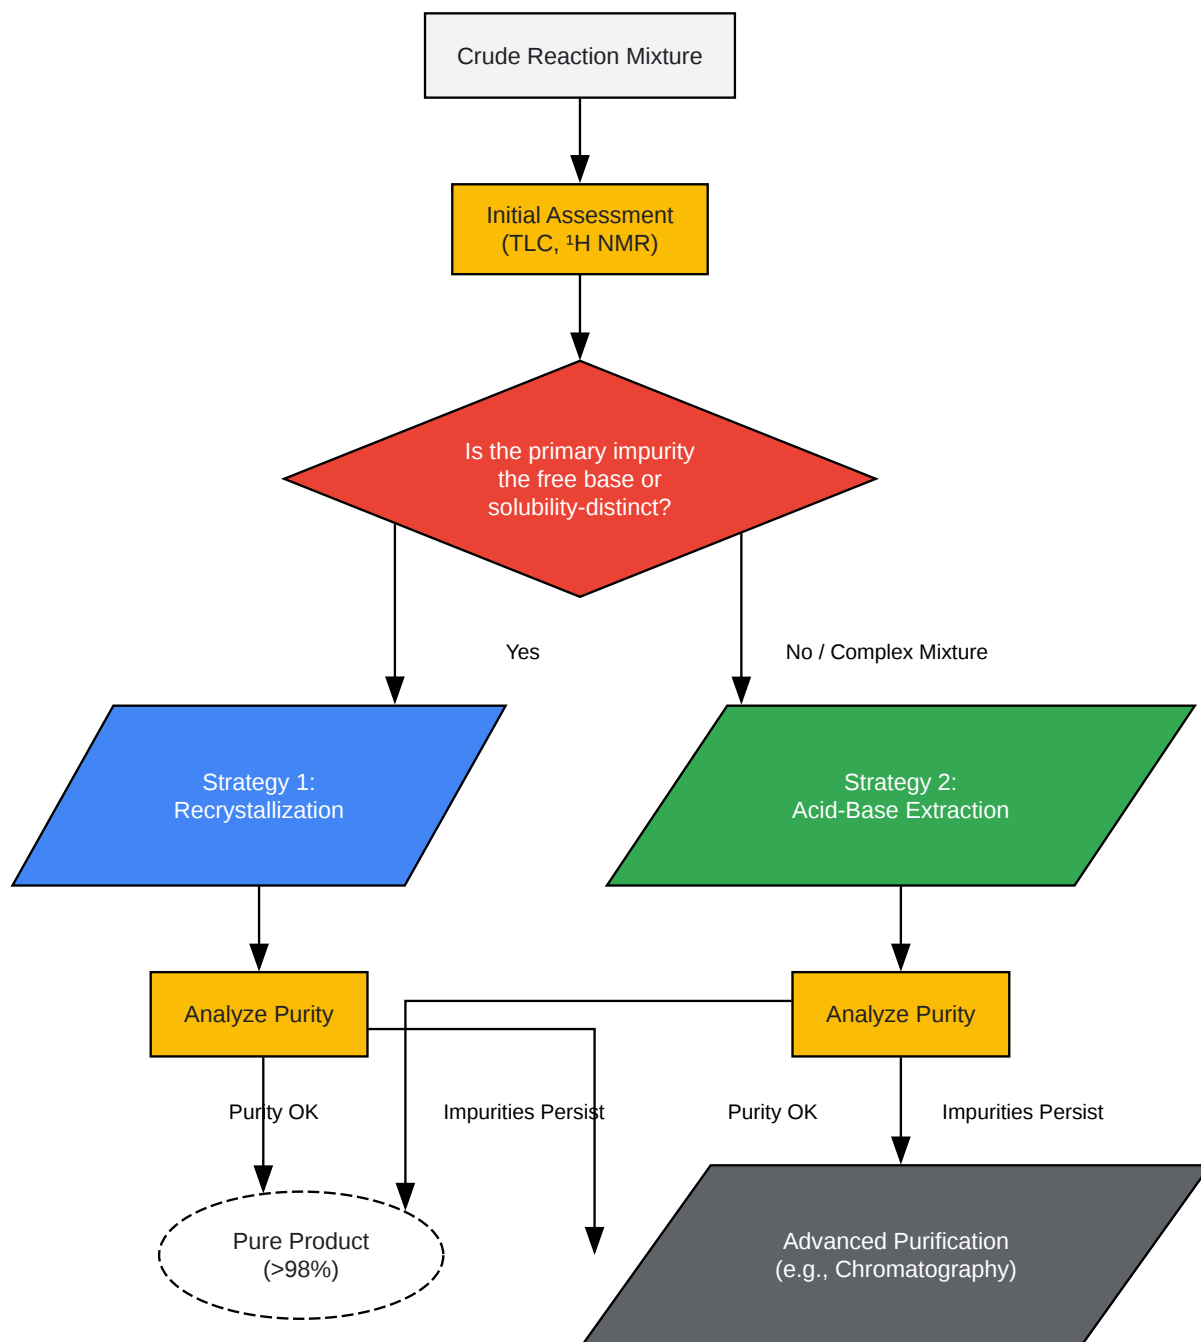 Crude Reaction Mixture
Initial Assessment
(TLC, ¹H NMR)
Is the primary impurity
the free base or
solubility-distinct?
Yes
No / Complex Mixture
Strategy 1:
Recrystallization
Strategy 2:
Acid-Base Extraction
Analyze Purity
Analyze Purity
Purity OK
Impurities Persist
Purity OK
Impurities Persist
Pure Product
(>98%)
Advanced Purification
(e.g., Chromatography)